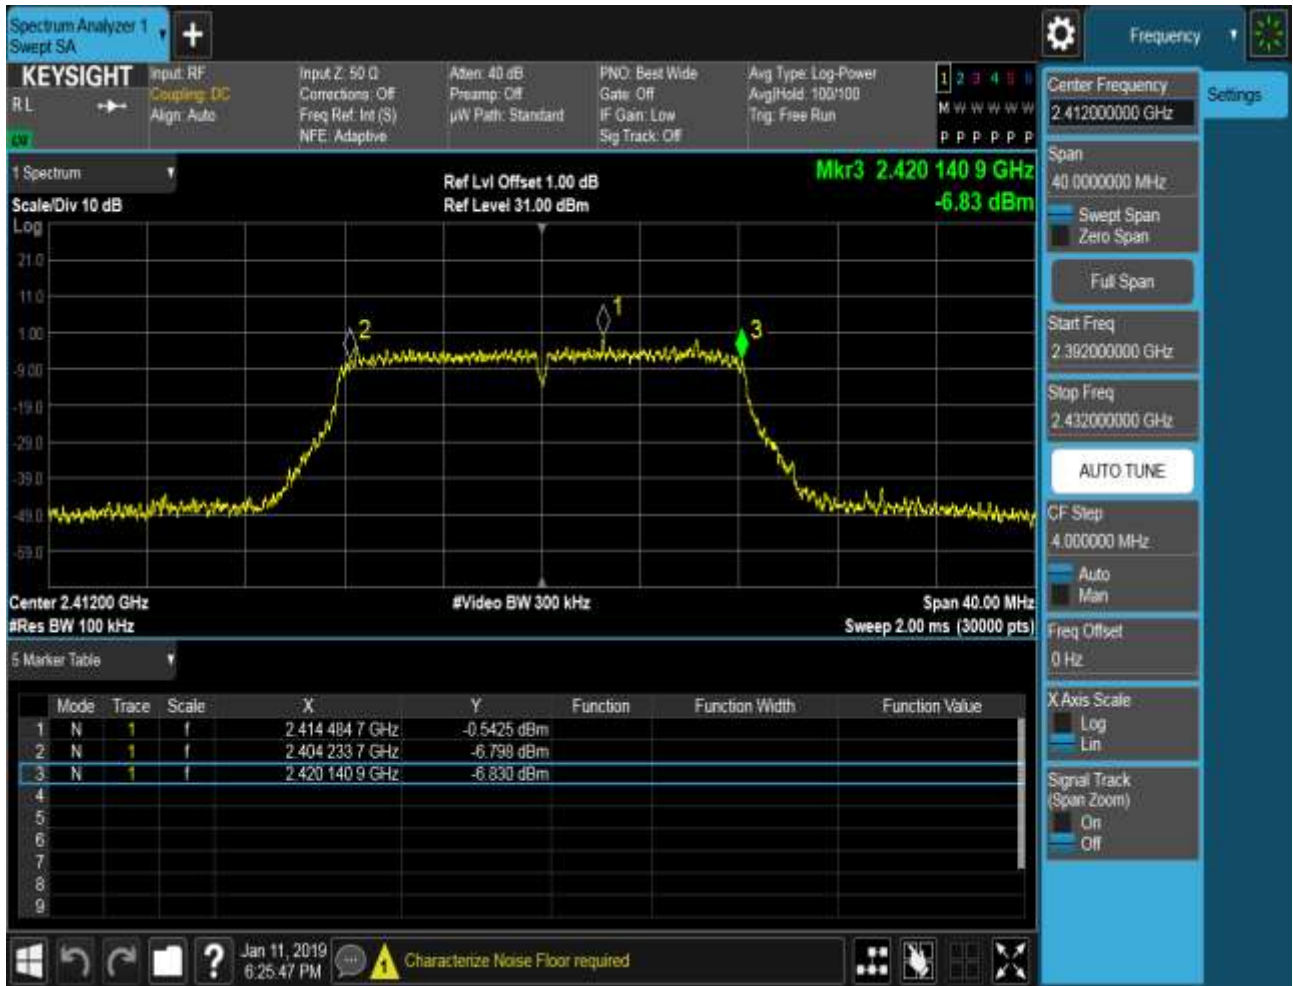 Spectrum Analyzer 1
Swept SA
+
Frequency
KEYSIGHT
R L
Input: RF
Coupling: DC
Align: Auto
Input Z: 50 Ω
Corrections: Off
Freq Ref: Int (S)
NFE: Adaptive
Atten: 40 dB
Preamp: Off
µW Path: Standard
PNO: Best Wide
Gate: Off
IF Gain: Low
Sig Track: Off
Avg Type: Log-Power
Avg|Hold: 100/100
Trig: Free Run
1 2 3 4 5 6
M W W W W W
P P P P P P
Center Frequency
2.412000000 GHz
Settings
Span
40.0000000 MHz
Swept Span
Zero Span
Full Span
Start Freq
2.392000000 GHz
Stop Freq
2.432000000 GHz
AUTO TUNE
CF Step
4.000000 MHz
Auto
Man
Freq Offset
0 Hz
X Axis Scale
Log
Lin
Signal Track
(Span Zoom)
On
Off
1 Spectrum
Scale/Div 10 dB
Ref Lvl Offset 1.00 dB
Ref Level 31.00 dBm
Mkr3 2.420 140 9 GHz
-6.83 dBm
Log
21.0
11.0
1.00
-9.00
-19.0
-29.0
-39.0
-49.0
-59.0
1
2
3
Center 2.41200 GHz
#Video BW 300 kHz
Span 40.00 MHz
#Res BW 100 kHz
Sweep 2.00 ms (30000 pts)
5 Marker Table
Mode Trace Scale X Y Function Function Width Function Value
1 N 1 f 2.414 484 7 GHz -0.5425 dBm
2 N 1 f 2.404 233 7 GHz -6.798 dBm
3 N 1 f 2.420 140 9 GHz -6.830 dBm
4
5
6
7
8
9
?
Jan 11, 2019
6:25:47 PM
1
Characterize Noise Floor required